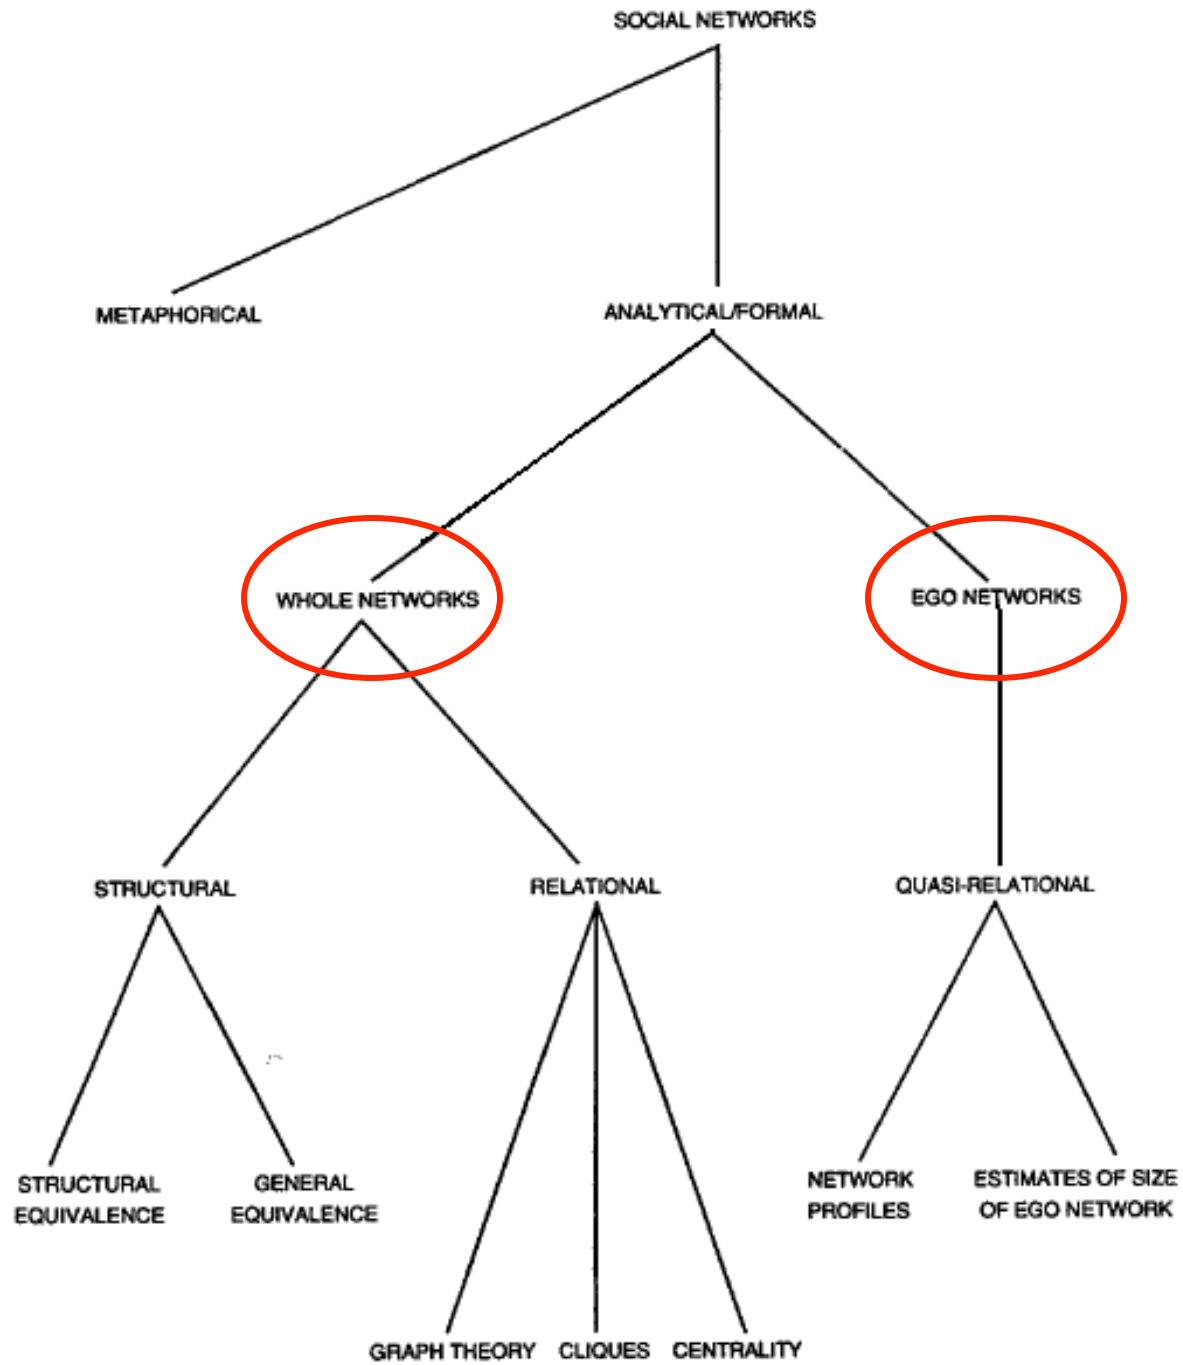 SOCIAL NETWORKS
METAPHORICAL
ANALYTICAL/FORMAL
WHOLE NETWORKS
EGO NETWORKS
STRUCTURAL
RELATIONAL
QUASI-RELATIONAL
STRUCTURAL
EQUIVALENCE
GENERAL
EQUIVALENCE
NETWORK
PROFILES
ESTIMATES OF SIZE
OF EGO NETWORK
GRAPH THEORY
CLIQUES
CENTRALITY